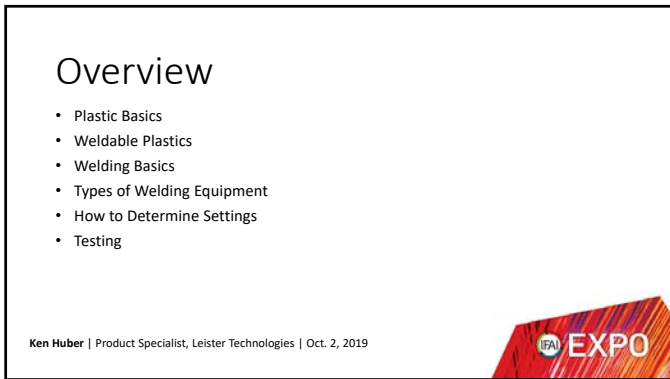 Overview
• Plastic Basics
• Weldable Plastics
• Welding Basics
• Types of Welding Equipment
• How to Determine Settings
• Testing
Ken Huber | Product Specialist, Leister Technologies | Oct. 2, 2019
IFAI EXPO